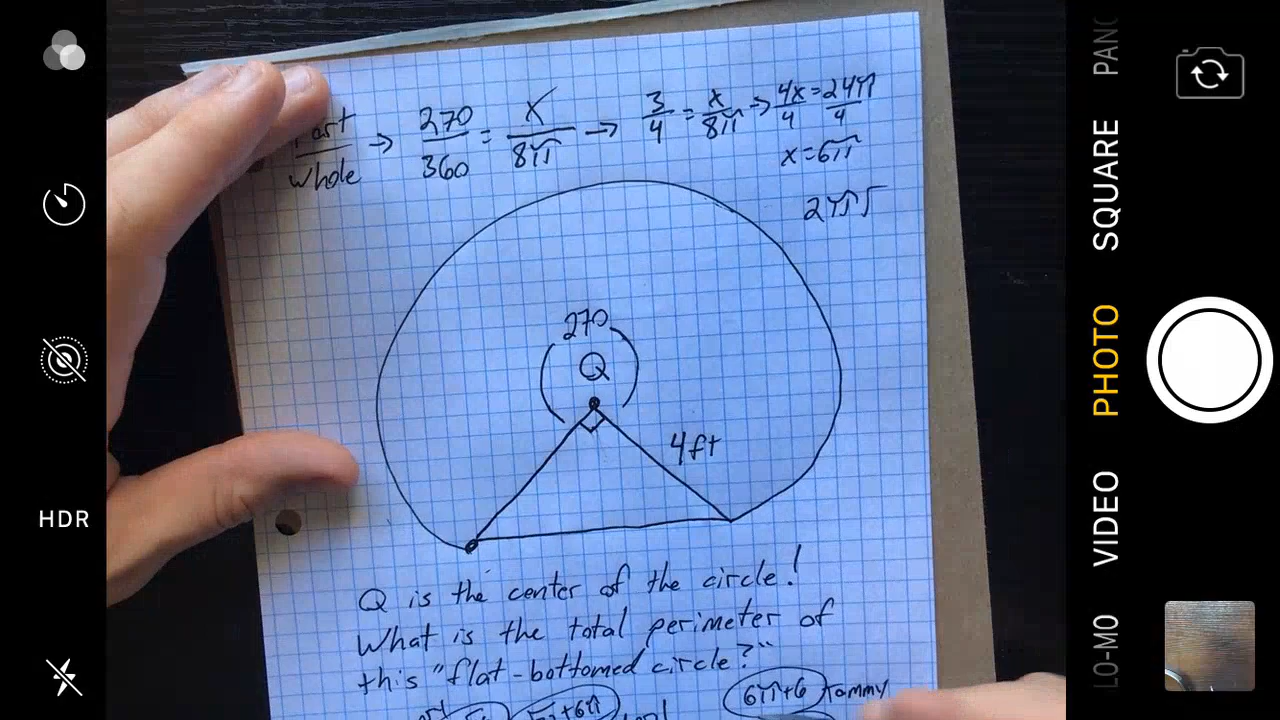 whole → 270/360 = x/8π → 3/4 = x/8π → 4x/4 = 24π/4
x=6π
2πr
270
Q
4ft
Q is the center of the circle!
What is the total perimeter of
this "flat-bottomed circle?"
6π+6 Tommy
+6π
HDR
LO-MO
VIDEO
PHOTO
SQUARE
PANO